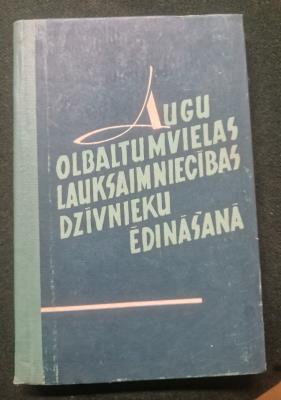 AUGU
OLBALTUMVIELAS
LAUKSAIMNIECĪBAS
DZĪVNIEKU
ĒDINĀŠANĀ